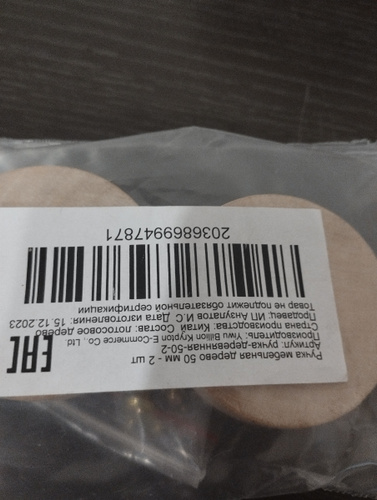 Ручка мебельная дерево 50 мм - 2 шт
Артикул: ручка-деревянная-50-2
Производитель: Yiwu Billion Krypton E-Commerce Co., Ltd.
Страна производства: Китай. Состав: лотосовое дерево
Продавец: ИП Анкупатов И.С. Дата изготовления: 15.12.2023
Товар не подлежит обязательной сертификации
2036869947871
EAC